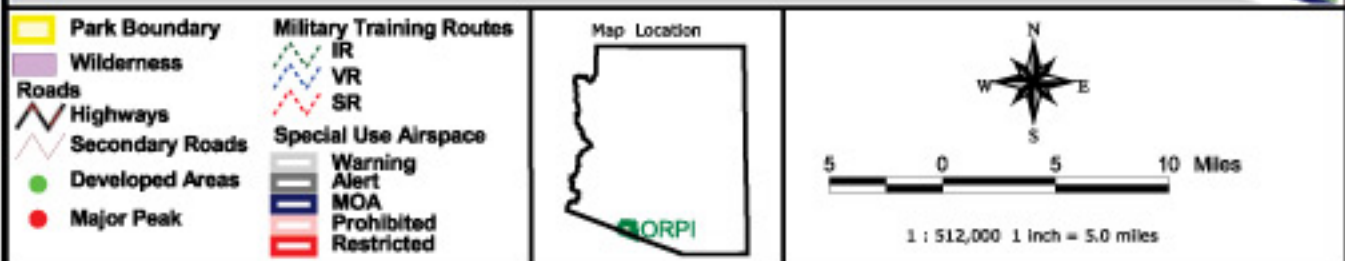 Park Boundary
Wilderness
Roads
Highways
Secondary Roads
Developed Areas
Major Peak
Military Training Routes
IR
VR
SR
Special Use Airspace
Warning
Alert
MOA
Prohibited
Restricted
Map Location
ORPI
N
W E
S
5 0 5 10 Miles
1 : 512,000 1 inch = 5.0 miles